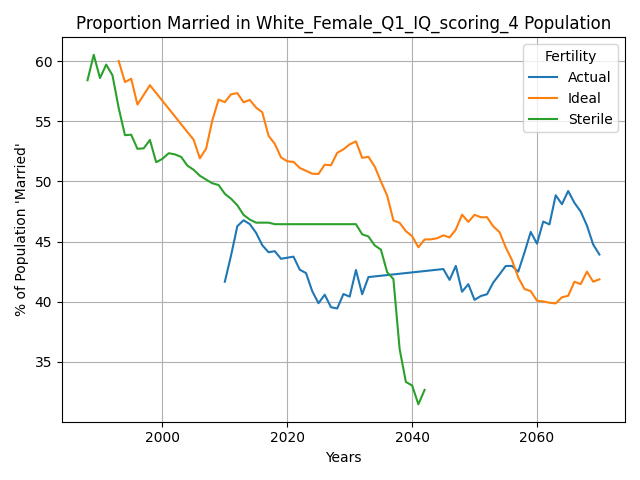 Proportion Married in White_Female_Q1_IQ_scoring_4 Population
Fertility
Actual
Ideal
Sterile
% of Population 'Married'
60
55
50
45
40
35
2000
2020
2040
2060
Years